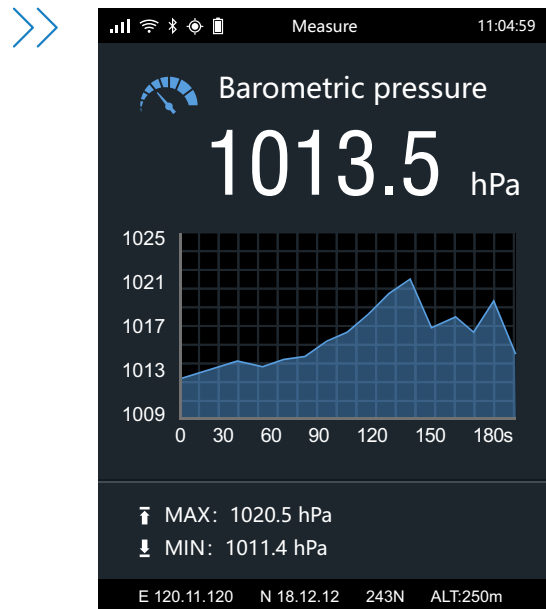 Measure 11:04:59
Barometric pressure
1013.5 hPa
1025
1021
1017
1013
1009
0 30 60 90 120 150 180s
MAX: 1020.5 hPa
MIN: 1011.4 hPa
E 120.11.120 N 18.12.12 243N ALT:250m